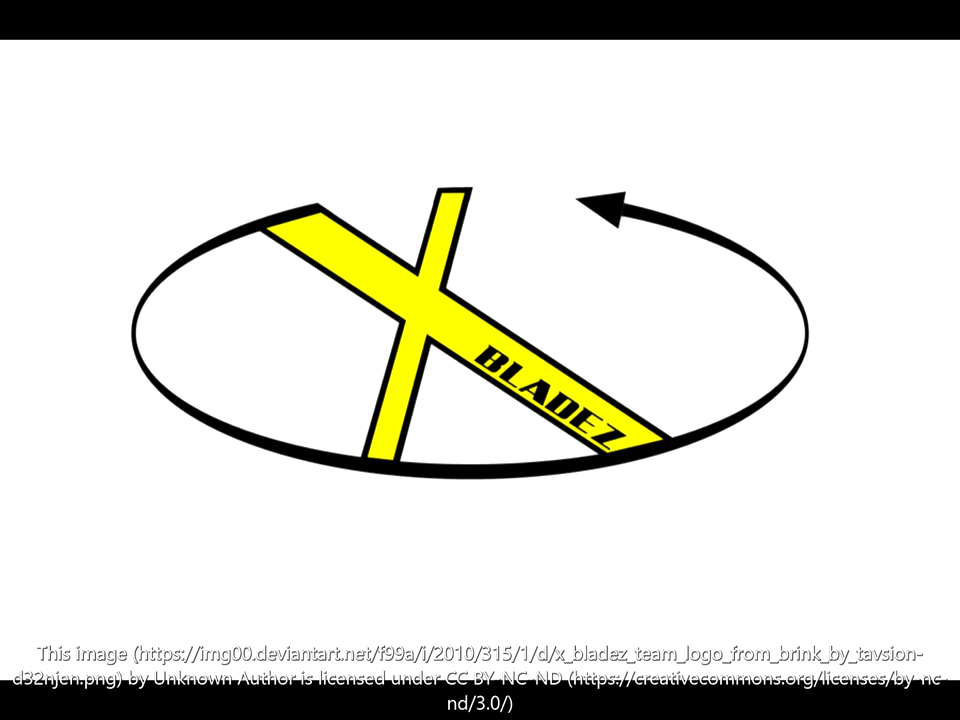 X
BLADEZ
This image (https://img00.deviantart.net/f99a/i/2010/315/1/d/x_bladez_team_logo_from_brink_by_tavsion-
d32njen.png) by Unknown Author is licensed under CC BY-NC-ND (https://creativecommons.org/licenses/by-nc-
nd/3.0/)